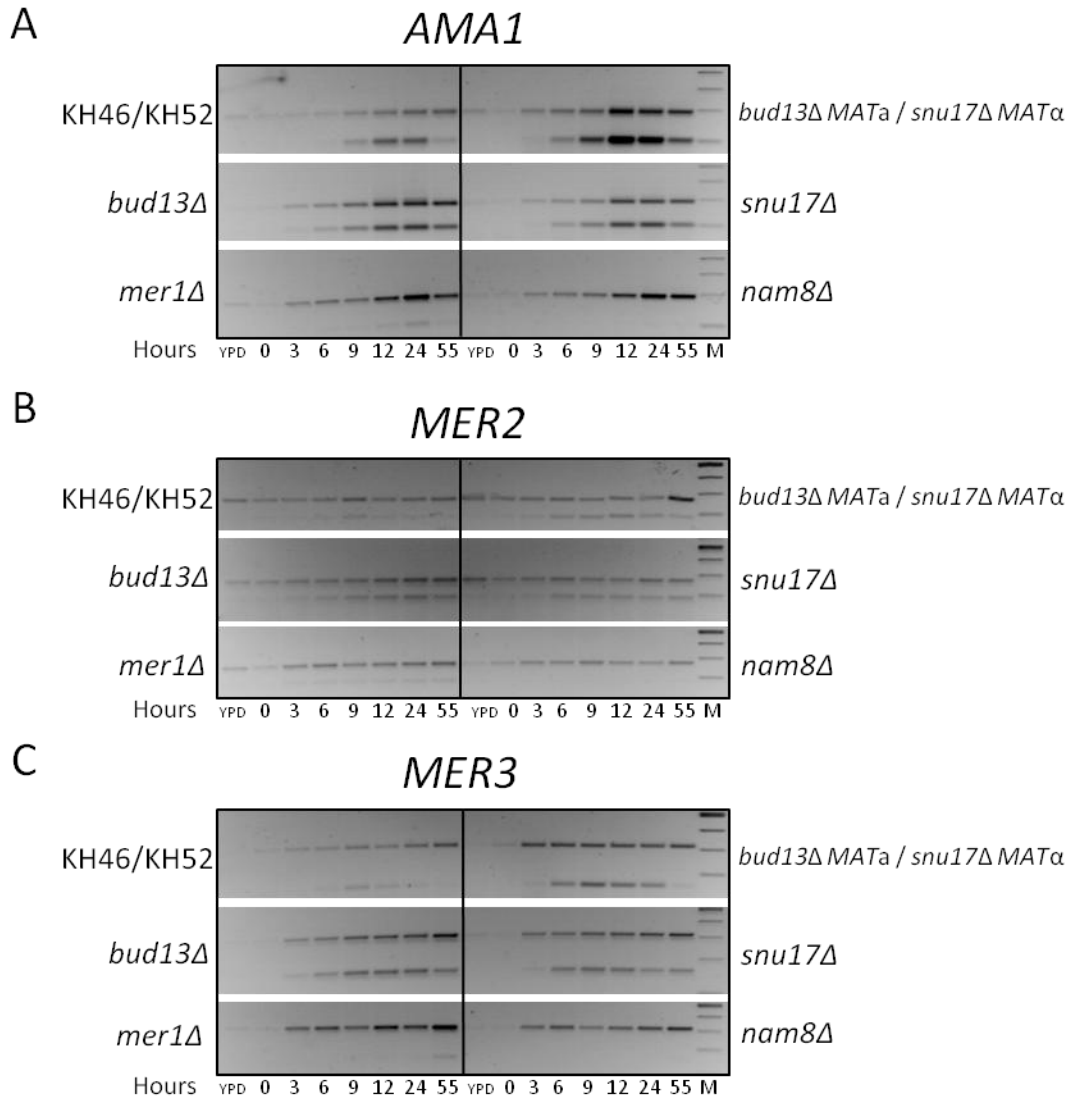 A
AMA1
KH46/KH52
bud13Δ MATa / snu17Δ MATα
bud13Δ
snu17Δ
mer1Δ
nam8Δ
Hours YPD 0 3 6 9 12 24 55 YPD 0 3 6 9 12 24 55 M
B
MER2
KH46/KH52
bud13Δ MATa / snu17Δ MATα
bud13Δ
snu17Δ
mer1Δ
nam8Δ
Hours YPD 0 3 6 9 12 24 55 YPD 0 3 6 9 12 24 55 M
C
MER3
KH46/KH52
bud13Δ MATa / snu17Δ MATα
bud13Δ
snu17Δ
mer1Δ
nam8Δ
Hours YPD 0 3 6 9 12 24 55 YPD 0 3 6 9 12 24 55 M